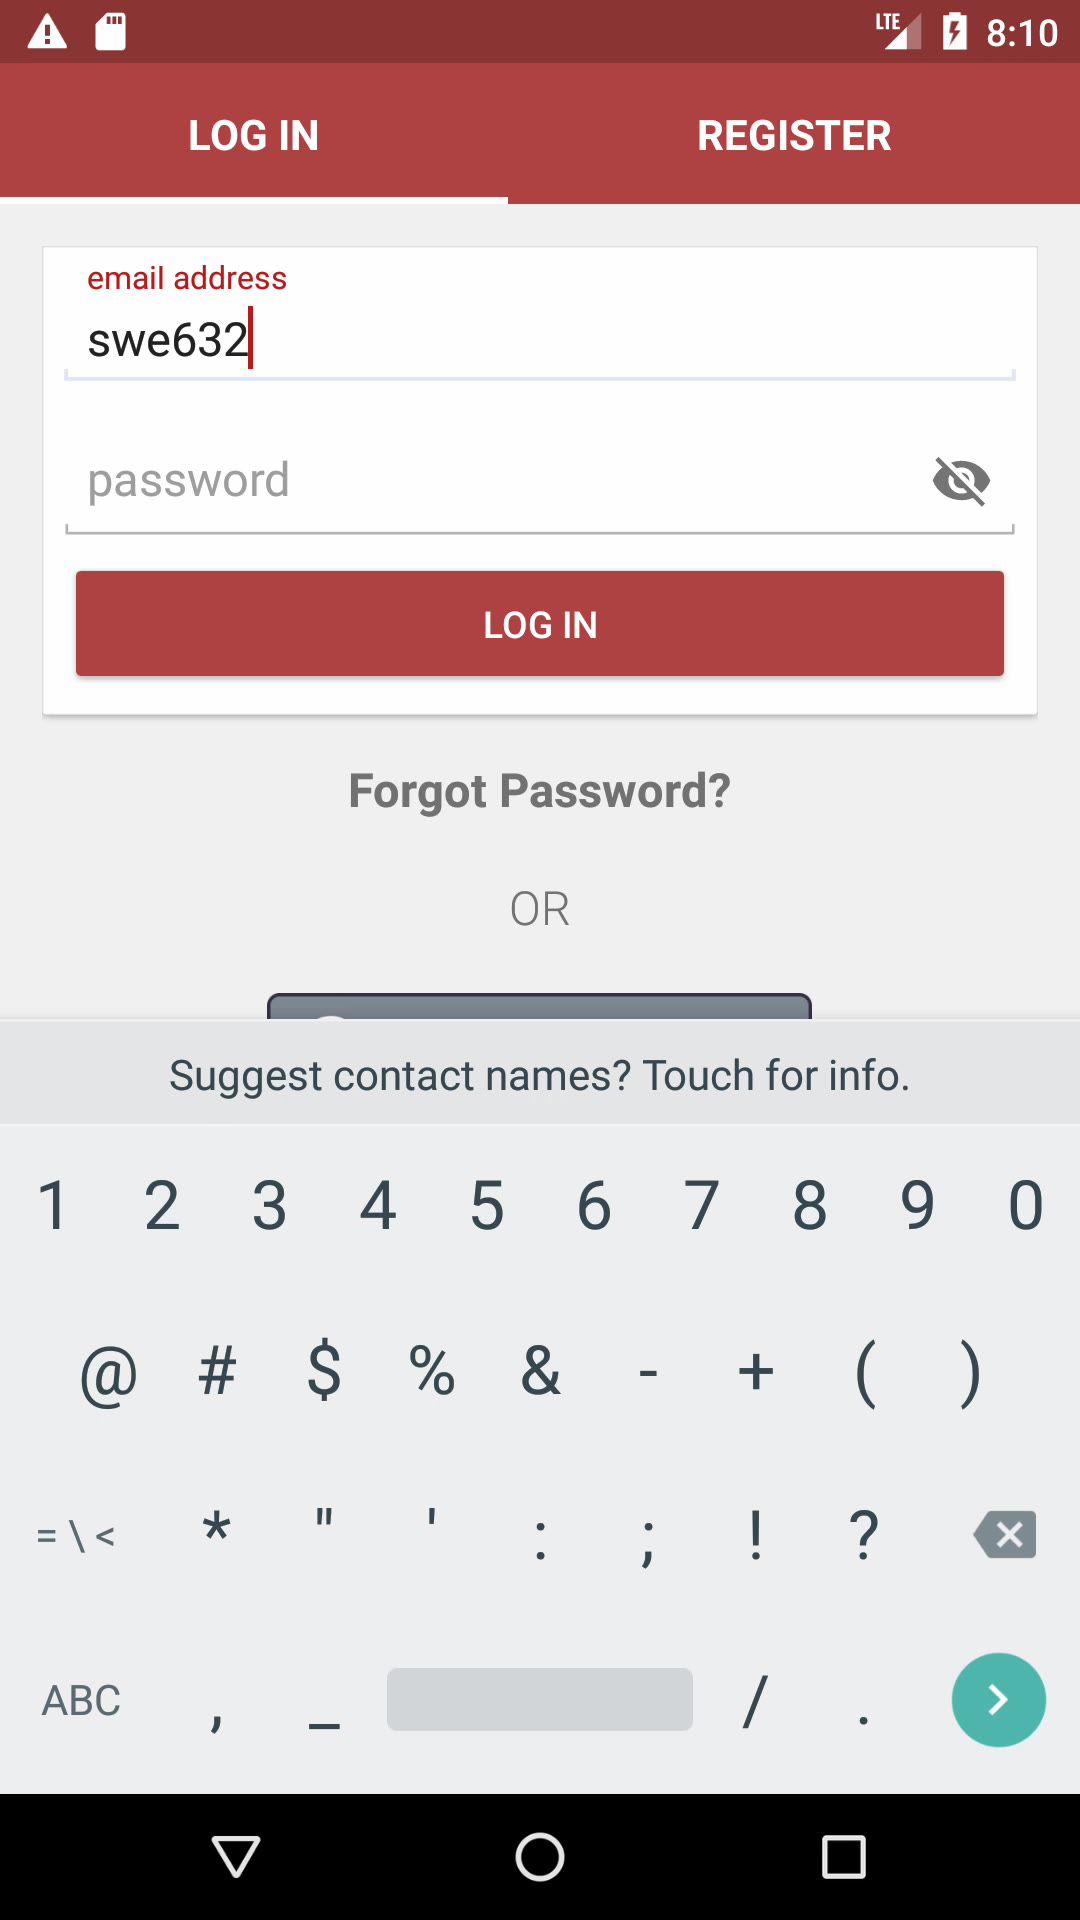 LTE 8:10
LOG IN REGISTER
email address
swe632
password
LOG IN
Forgot Password?
OR
Suggest contact names? Touch for info.
1 2 3 4 5 6 7 8 9 0
@ # $ % & - + ( )
= \ < * " ' : ; ! ?
ABC , _ / .